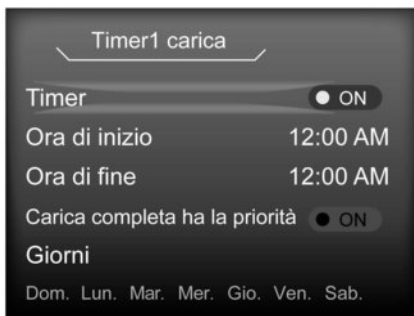 Timer1 carica
Timer ON
Ora di inizio 12:00 AM
Ora di fine 12:00 AM
Carica completa ha la priorità ON
Giorni
Dom. Lun. Mar. Mer. Gio. Ven. Sab.